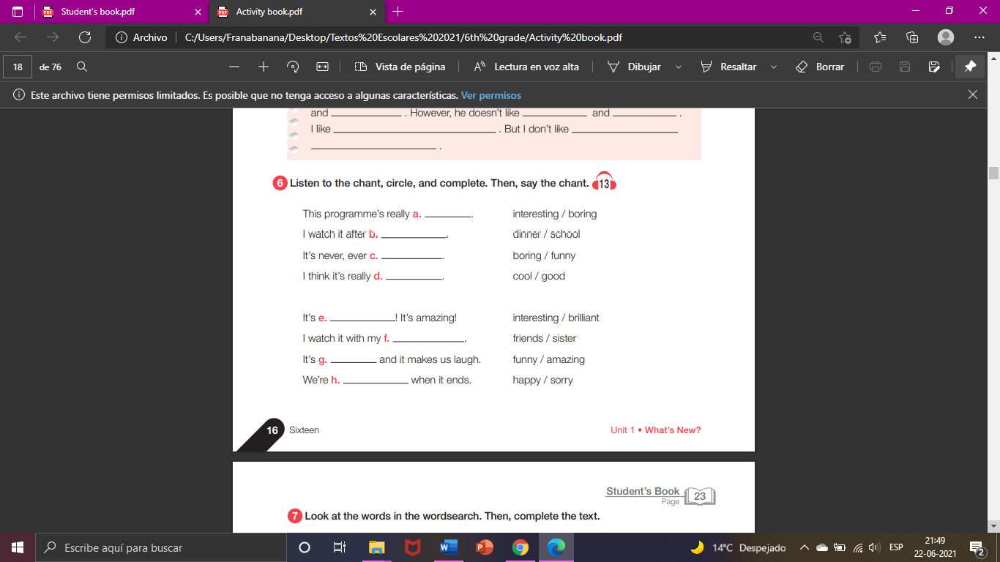 Student's book.pdf
Activity book.pdf
Archivo
C:/Users/Franabanana/Desktop/Textos%20Escolares%202021/6th%20grade/Activity%20book.pdf
18 de 76
Vista de página
Lectura en voz alta
Dibujar
Resaltar
Borrar
Este archivo tiene permisos limitados. Es posible que no tenga acceso a algunas características. Ver permisos
and ____________ . However, he doesn't like ___________ and ___________ .
I like ____________________________ . But I don't like __________________
______________________ .
6 Listen to the chant, circle, and complete. Then, say the chant. 13
This programme's really a. ________. interesting / boring
I watch it after b. ___________. dinner / school
It's never, ever c. ___________. boring / funny
I think it's really d. __________. cool / good
It's e. ___________! It's amazing! interesting / brilliant
I watch it with my f. ____________. friends / sister
It's g. ________ and it makes us laugh. funny / amazing
We're h. ___________ when it ends. happy / sorry
16 Sixteen
Unit 1 • What's New?
Student's Book
Page 23
7 Look at the words in the wordsearch. Then, complete the text.
Escribe aquí para buscar
14°C Despejado
ESP
21:49
22-06-2021
2